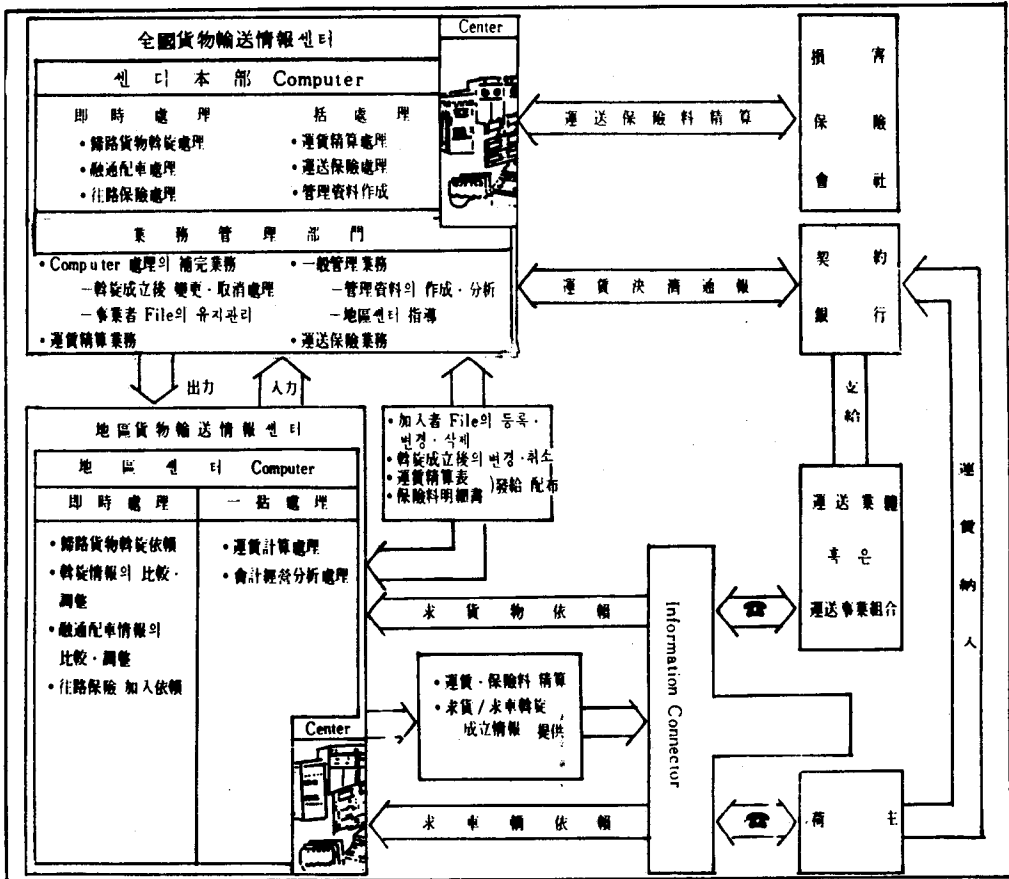 全國貨物輸送情報센터
Center
센터本部 Computer
即時處理
括處理
•歸路貨物斡旋處理
•運賃精算處理
•融通配車處理
•運送保險處理
•往路保險處理
•管理資料作成
業務管理部門
•Computer 處理의 補完業務
•一般管理業務
—斡旋成立後 變更·取消處理
—管理資料의 作成·分析
—事業者 File의 유지관리
—地區센터 指導
•運賃精算業務
•運送保險業務
運送保險料精算
損害
保險
會社
運賃決濟通報
契約
銀行
支給
運賃納入
出力
入力
•加入者 File의 등록·
변경·삭제
•斡旋成立後의 변경·취소
•運賃精算表
•保險料明細書
)發給 配布
地區貨物輸送情報센터
地區센터 Computer
即時處理
一括處理
•歸路貨物斡旋依賴
•斡旋情報의 比較·
調整
•融通配車情報의
比較·調整
•往路保險 加入依賴
•運賃計算處理
•會計經營分析處理
Center
求貨物依賴
•運賃·保險料 精算
•求貨/求車斡旋
成立情報 提供
求車輛依賴
Information Connector
運送業體
혹은
運送事業組合
荷主